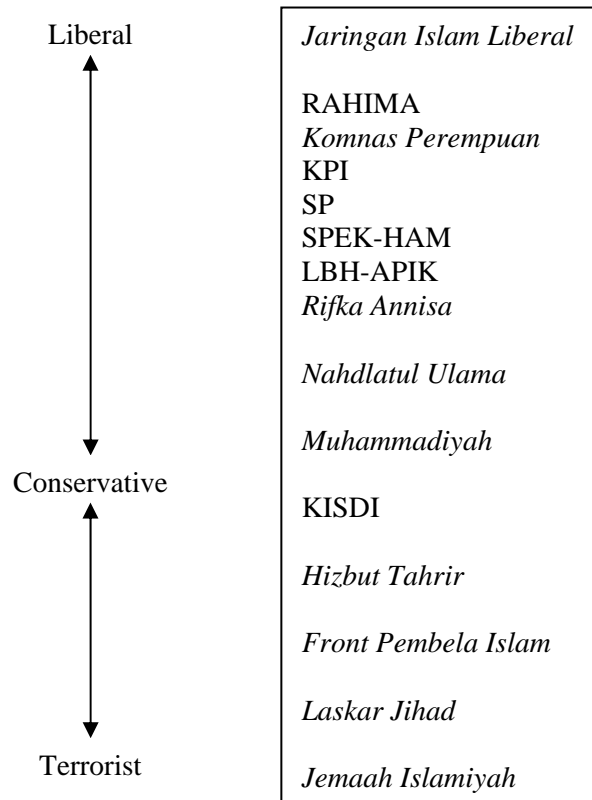 Liberal
Conservative
Terrorist
Jaringan Islam Liberal
RAHIMA
Komnas Perempuan
KPI
SP
SPEK-HAM
LBH-APIK
Rifka Annisa
Nahdlatul Ulama
Muhammadiyah
KISDI
Hizbut Tahrir
Front Pembela Islam
Laskar Jihad
Jemaah Islamiyah